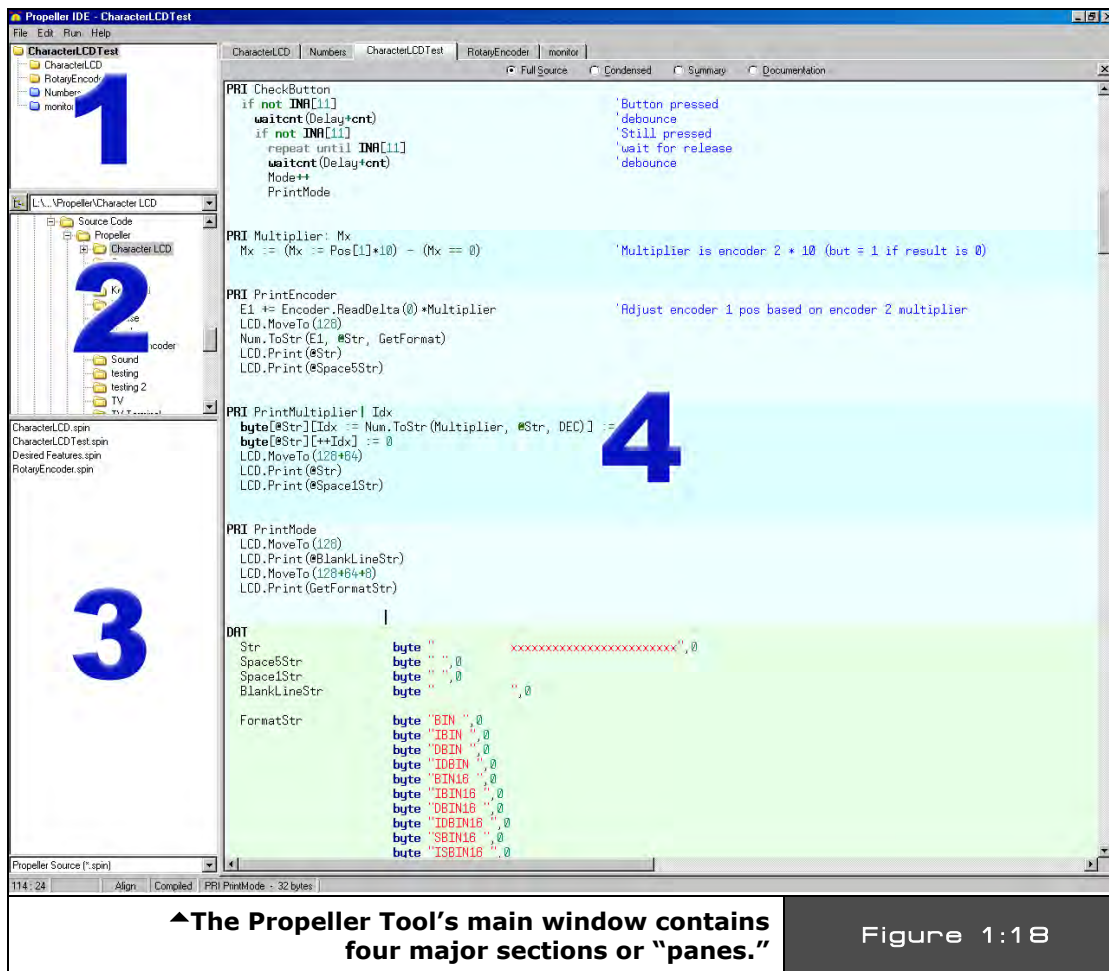 Propeller IDE - CharacterLCDTest
File Edit Run Help
CharacterLCDTest
CharacterLCD
RotaryEncoder
Numbers
monitor
1
L:\...\Propeller\Character LCD
Source Code
Propeller
Character LCD
Sound
testing
testing 2
TV
TV Terminal
2
CharacterLCD.spin
CharacterLCDTest.spin
Desired Features.spin
RotaryEncoder.spin
3
Propeller Source (*.spin)
CharacterLCD Numbers CharacterLCDTest RotaryEncoder monitor
Full Source Condensed Summary Documentation
PRI CheckButton
if not INA[11] 'Button pressed
waitcnt(Delay+cnt) 'debounce
if not INA[11] 'Still pressed
repeat until INA[11] 'wait for release
waitcnt(Delay+cnt) 'debounce
Mode++
PrintMode
PRI Multiplier: Mx
Mx := (Mx := Pos[1]*10) - (Mx == 0) 'Multiplier is encoder 2 * 10 (but = 1 if result is 0)
PRI PrintEncoder
E1 += Encoder.ReadDelta(0)*Multiplier 'Adjust encoder 1 pos based on encoder 2 multiplier
LCD.MoveTo(128)
Num.ToStr(E1, @Str, GetFormat)
LCD.Print(@Str)
LCD.Print(@Space5Str)
PRI PrintMultiplier| Idx
byte[@Str][Idx := Num.ToStr(Multiplier, @Str, DEC)] :=
byte[@Str][++Idx] := 0
LCD.MoveTo(128+64)
LCD.Print(@Str)
LCD.Print(@Space1Str)
4
PRI PrintMode
LCD.MoveTo(128)
LCD.Print(@BlankLineStr)
LCD.MoveTo(128+64+8)
LCD.Print(GetFormatStr)
DAT
Str byte " xxxxxxxxxxxxxxxxxxxxxxxx",0
Space5Str byte " ",0
Space1Str byte " ",0
BlankLineStr byte " ",0
FormatStr byte "BIN ",0
byte "IBIN ",0
byte "DBIN ",0
byte "IDBIN ",0
byte "BIN16 ",0
byte "IBIN16 ",0
byte "DBIN16 ",0
byte "IDBIN16 ",0
byte "SBIN16 ",0
byte "ISBIN16 ",0
114 : 24 Align Compiled PRI PrintMode - 32 bytes
The Propeller Tool's main window contains
four major sections or “panes.”
Figure 1:18